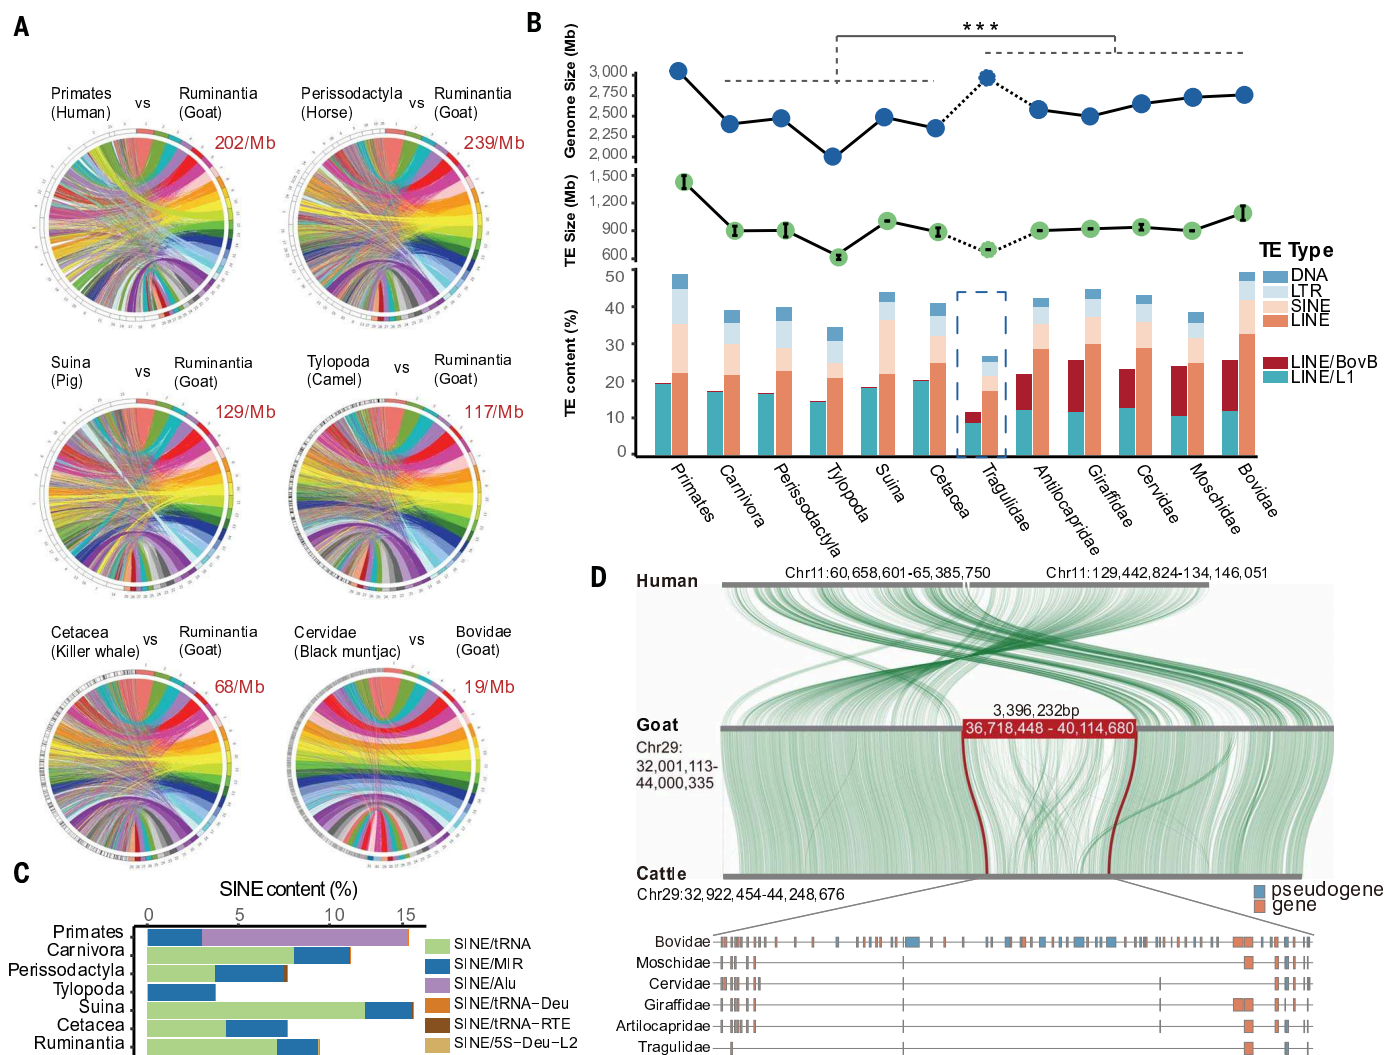 A
Primates
(Human)
vs
Ruminantia
(Goat)
202/Mb
Perissodactyla
(Horse)
vs
Ruminantia
(Goat)
239/Mb
Suina
(Pig)
vs
Ruminantia
(Goat)
129/Mb
Tylopoda
(Camel)
vs
Ruminantia
(Goat)
117/Mb
Cetacea
(Killer whale)
vs
Ruminantia
(Goat)
68/Mb
Cervidae
(Black muntjac)
vs
Bovidae
(Goat)
19/Mb
B
***
Genome Size (Mb)
3,000
2,750
2,500
2,250
2,000
TE Size (Mb)
1,500
1,200
900
600
TE content (%)
50
40
30
20
10
0
Primates
Carnivora
Perissodactyla
Tylopoda
Suina
Cetacea
Tragulidae
Antilocapridae
Giraffidae
Cervidae
Moschidae
Bovidae
TE Type
DNA
LTR
SINE
LINE
LINE/BovB
LINE/L1
C
SINE content (%)
0 5 10 15
Primates
Carnivora
Perissodactyla
Tylopoda
Suina
Cetacea
Ruminantia
SINE/tRNA
SINE/MIR
SINE/Alu
SINE/tRNA-Deu
SINE/tRNA-RTE
SINE/5S-Deu-L2
D
Human
Chr11:60,658,601-65,385,750
Chr11:129,442,824-134,146,051
Goat
Chr29:
32,001,113-
44,000,335
3,396,232bp
36,718,448 - 40,114,680
Cattle
Chr29:32,922,454-44,248,676
pseudogene
gene
Bovidae
Moschidae
Cervidae
Giraffidae
Artilocapridae
Tragulidae